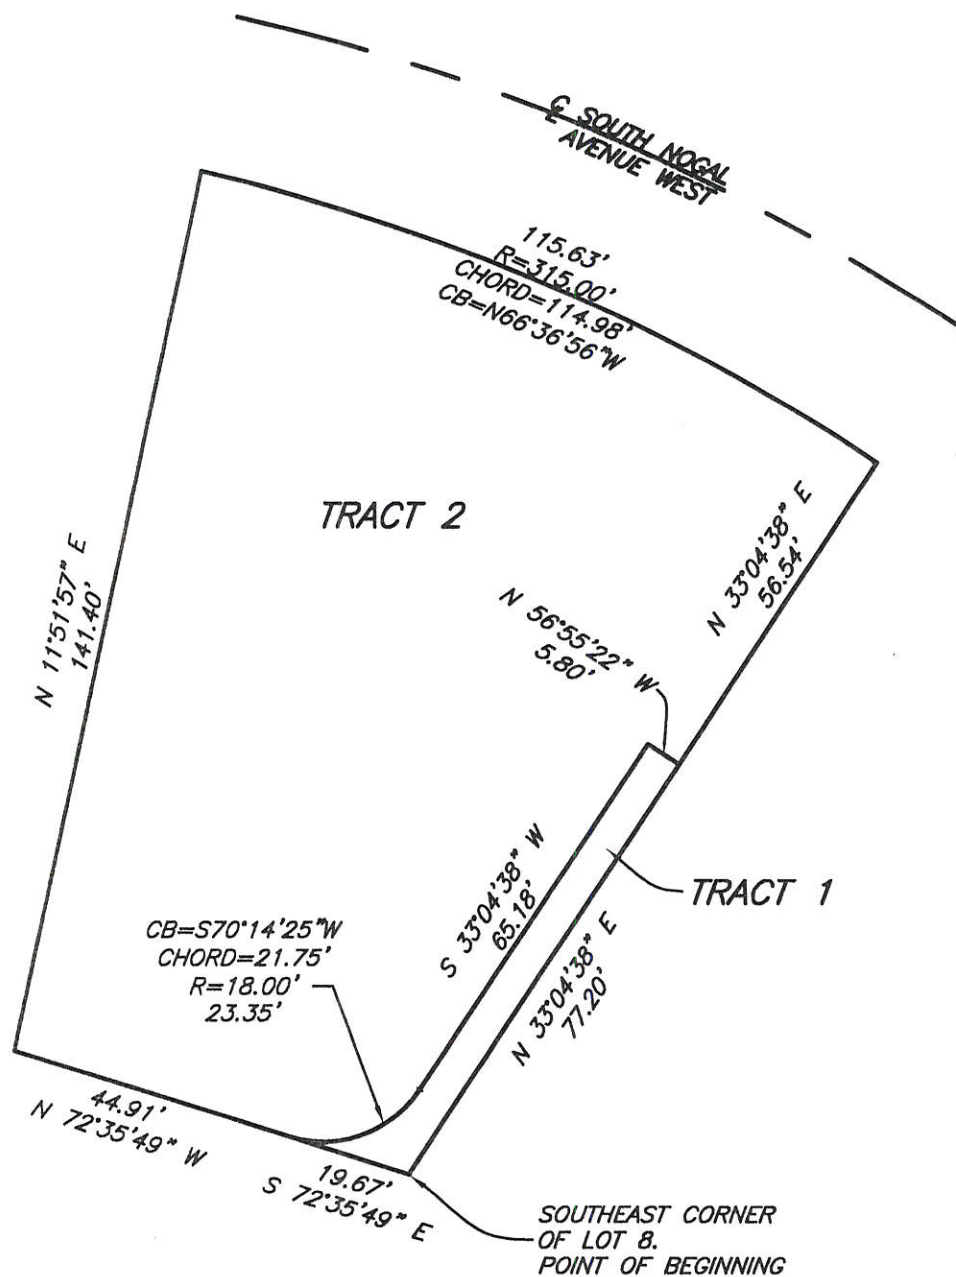 ℄ SOUTH NOGAL
AVENUE WEST
115.63'
R=315.00'
CHORD=114.98'
CB=N66°36'56"W
TRACT 2
N 11°51'57" E
141.40'
N 33°04'38" E
56.54'
N 56°55'22" W
5.80'
S 33°04'38" W
65.18'
TRACT 1
N 33°04'38" E
77.20'
CB=S70°14'25"W
CHORD=21.75'
R=18.00'
23.35'
44.91'
N 72°35'49" W
19.67'
S 72°35'49" E
SOUTHEAST CORNER
OF LOT 8.
POINT OF BEGINNING